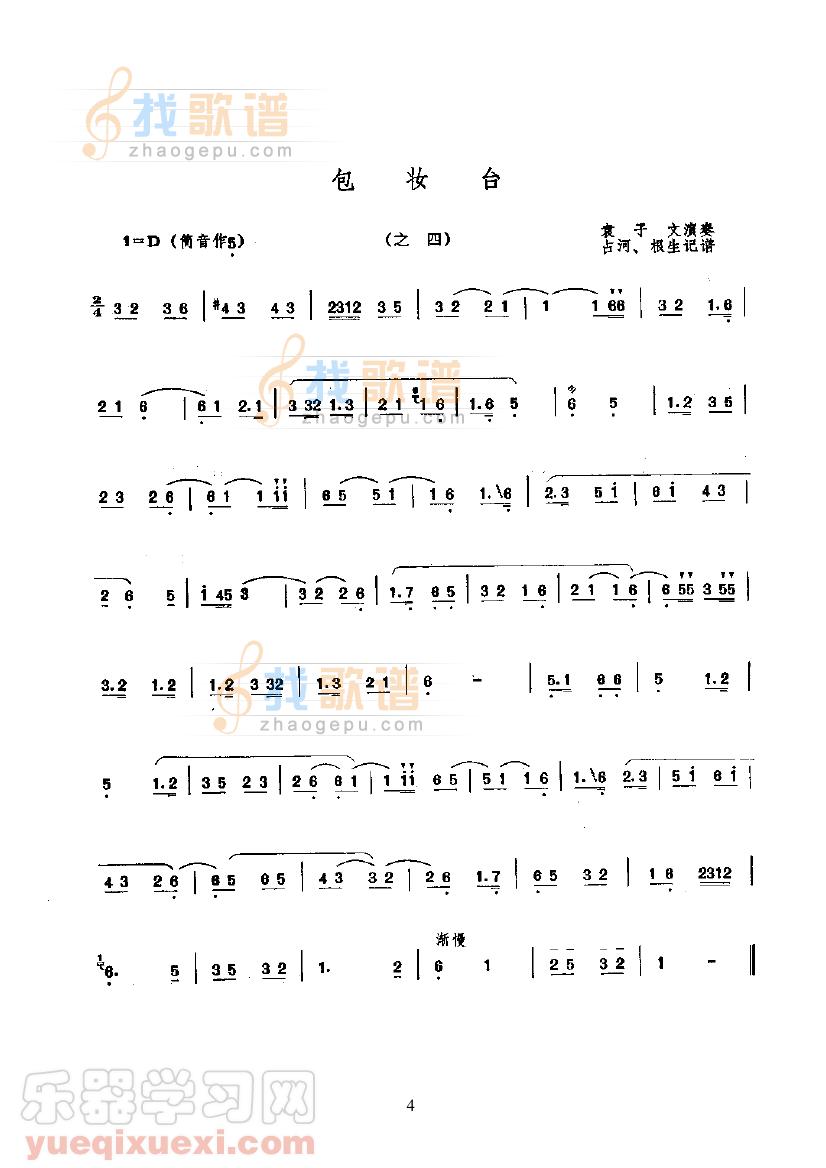 找歌谱
zhaogepu.com
包 妆 台
1=D (筒音作5) (之 四) 袁 子 文演奏
占河、根生记谱
2/4 3 2 3 6 | #4 3 4 3 | 2312 3 5 | 3 2 2 1 | 1 1 66 | 3 2 1.6
2 1 6 | 6 1 2.1 | 3 32 1.3 | 2 1 1 6 | 1.6 5 | 6 5 | 1.2 3 5
找歌谱
zhaogepu.com
2 3 2 6 | 6 1 1 i i | 6 5 5 1 | 1 6 1.\6 | 2.3 5 i | 6 i 4 3
2 6 5 | i 45 3 | 3 2 2 6 | 1.7 6 5 | 3 2 1 6 | 2 1 1 6 | 6 55 3 55
3.2 1.2 | 1.2 3 32 | 1.3 2 1 | 6 - | 5.1 6 6 | 5 1.2
找歌谱
zhaogepu.com
5 1.2 | 3 5 2 3 | 2 6 6 1 | 1 i i 6 5 | 5 1 1 6 | 1.\6 2.3 | 5 i 6 i
4 3 2 6 | 6 5 6 5 | 4 3 3 2 | 2 6 1.7 | 6 5 3 2 | 1 6 2312
渐慢
6. 5 | 3 5 3 2 | 1. 2 | 6 1 | 2 5 3 2 | 1 - ‖
乐器学习网
yueqixuexi.com
4